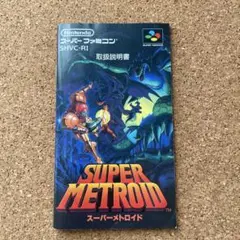 Nintendo
スーパーファミコン
SHVC-RI
取扱説明書
SUPER
METROID
スーパーメトロイド